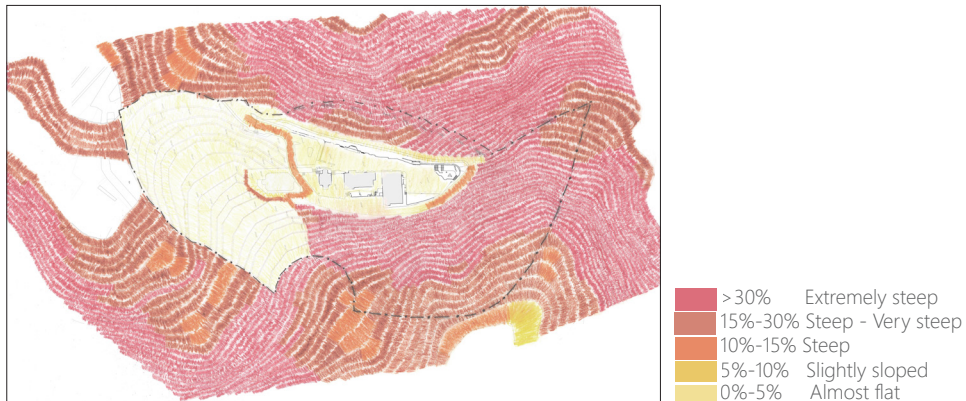 >30% Extremely steep
15%-30% Steep - Very steep
10%-15% Steep
5%-10% Slightly sloped
0%-5% Almost flat